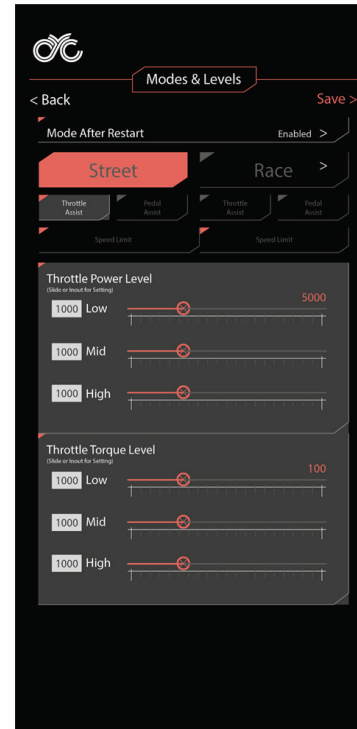 Modes & Levels
< Back
Save >
Mode After Restart
Enabled >
Street
Race >
Throttle
Assist
Pedal
Assist
Throttle
Assist
Pedal
Assist
Speed Limit
Speed Limit
Throttle Power Level
(Slide or Inout for Setting)
5000
1000 Low
1000 Mid
1000 High
Throttle Torque Level
(Slide or Inout for Setting)
100
1000 Low
1000 Mid
1000 High